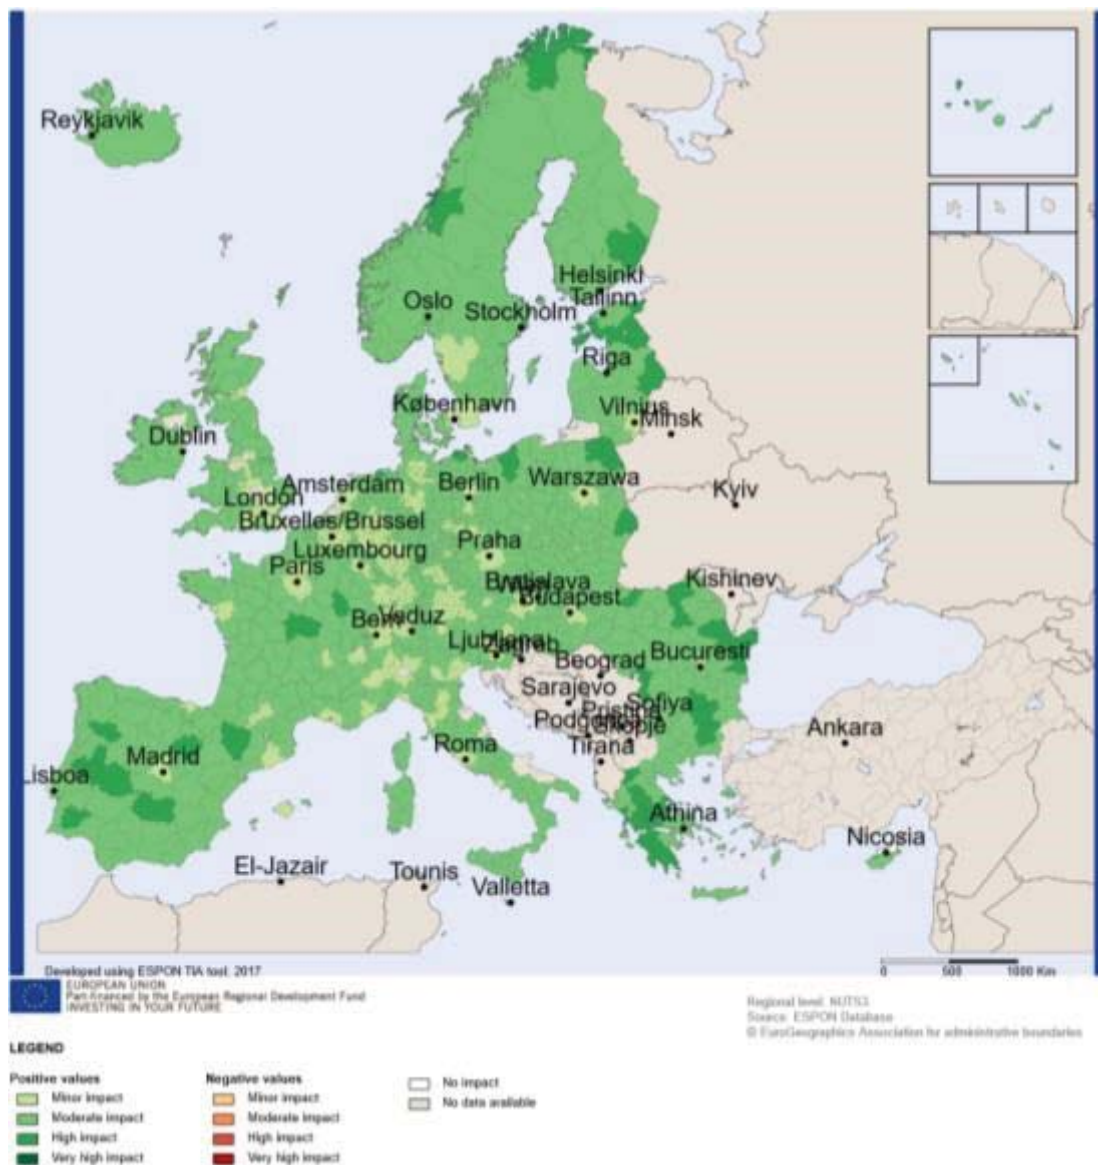 Reykjavik
Helsinki
Tallinn
Oslo
Stockholm
Riga
København
Vilnius
Minsk
Dublin
Amsterdam
Berlin
Warszawa
London
Kyiv
Bruxelles/Brussel
Luxembourg
Praha
Paris
Bratislava
Kishinev
Budapest
Bern
Vaduz
Ljubljana
Zagreb
Beograd
Bucuresti
Sarajevo
Sofiya
Podgorica
Skopje
Madrid
Roma
Tirana
Ankara
Lisboa
Athina
Nicosia
El-Jazair
Tounis
Valletta
Developed using ESPON TIA tool, 2017
0 500 1000 Km
EUROPEAN UNION
Part-financed by the European Regional Development Fund
INVESTING IN YOUR FUTURE
Regional level: NUTS3
Source: ESPON Database
© EuroGeographics Association for administrative boundaries
LEGEND
Positive values
Minor impact
Moderate impact
High impact
Very high impact
Negative values
Minor impact
Moderate impact
High impact
Very high impact
No impact
No data available